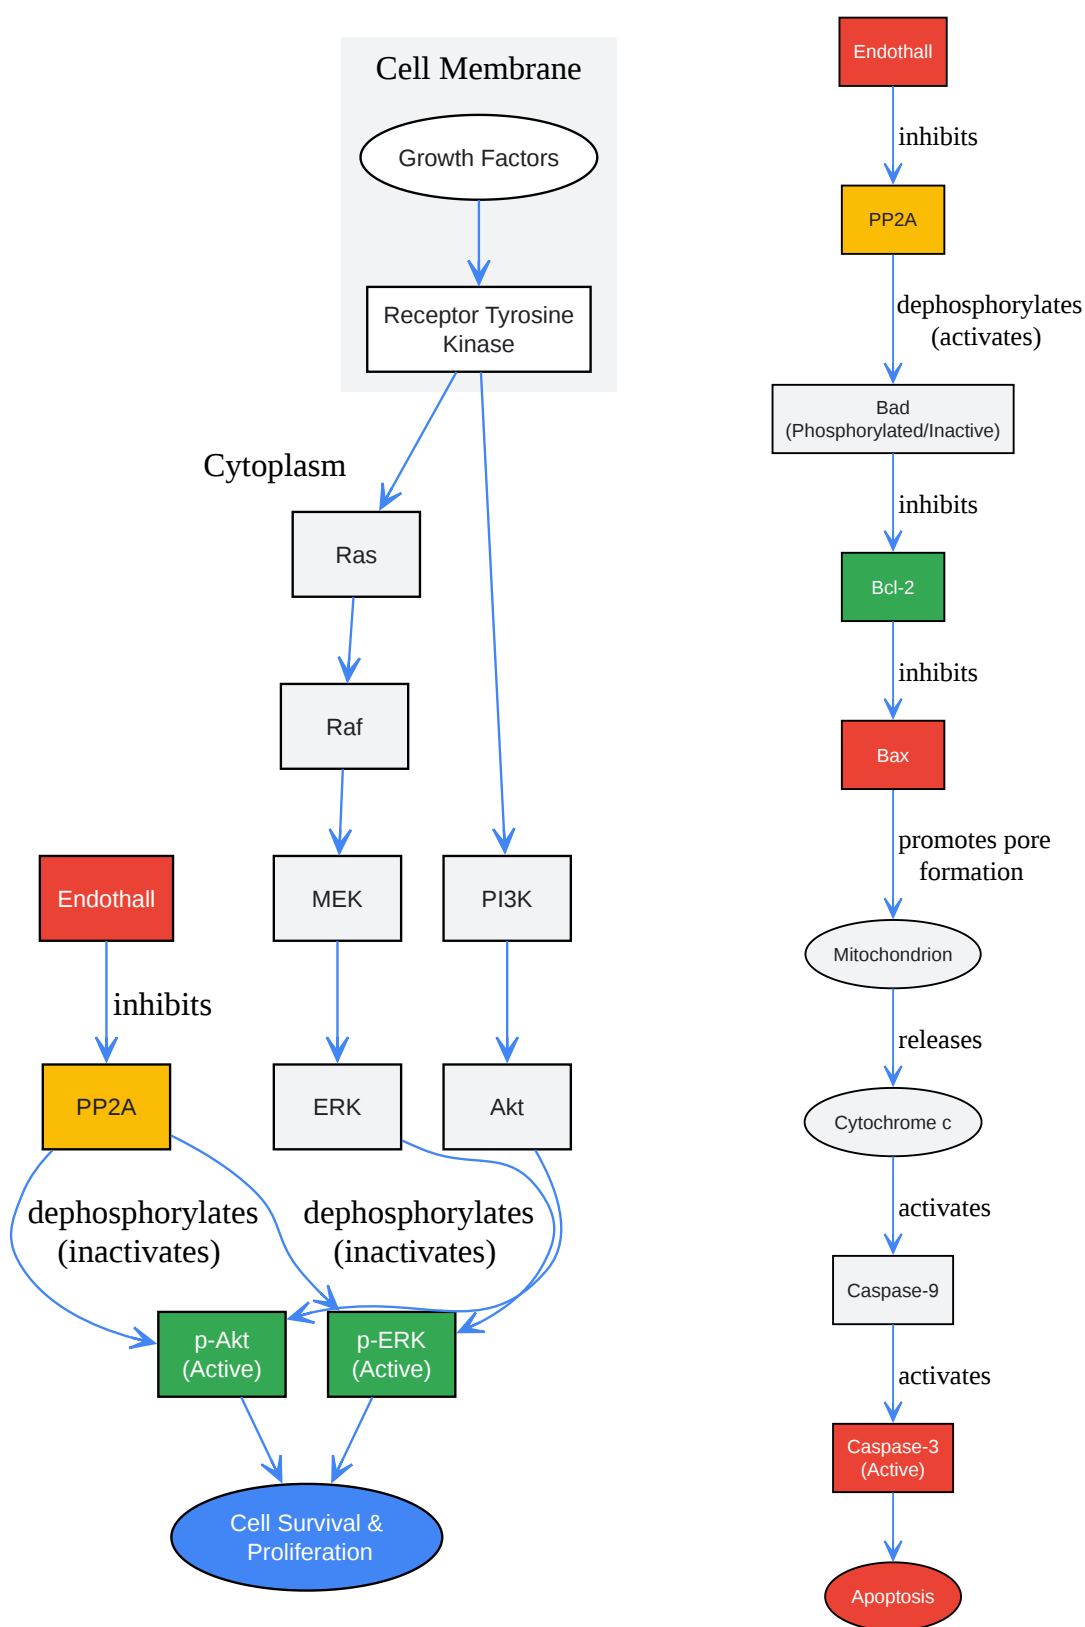 Cell Membrane
Growth Factors
Receptor Tyrosine
Kinase
Cytoplasm
Ras
Raf
Endothall
MEK
PI3K
inhibits
PP2A
ERK
Akt
dephosphorylates
(inactivates)
dephosphorylates
(inactivates)
p-Akt
(Active)
p-ERK
(Active)
Cell Survival &
Proliferation
Endothall
inhibits
PP2A
dephosphorylates
(activates)
Bad
(Phosphorylated/Inactive)
inhibits
Bcl-2
inhibits
Bax
promotes pore
formation
Mitochondrion
releases
Cytochrome c
activates
Caspase-9
activates
Caspase-3
(Active)
Apoptosis